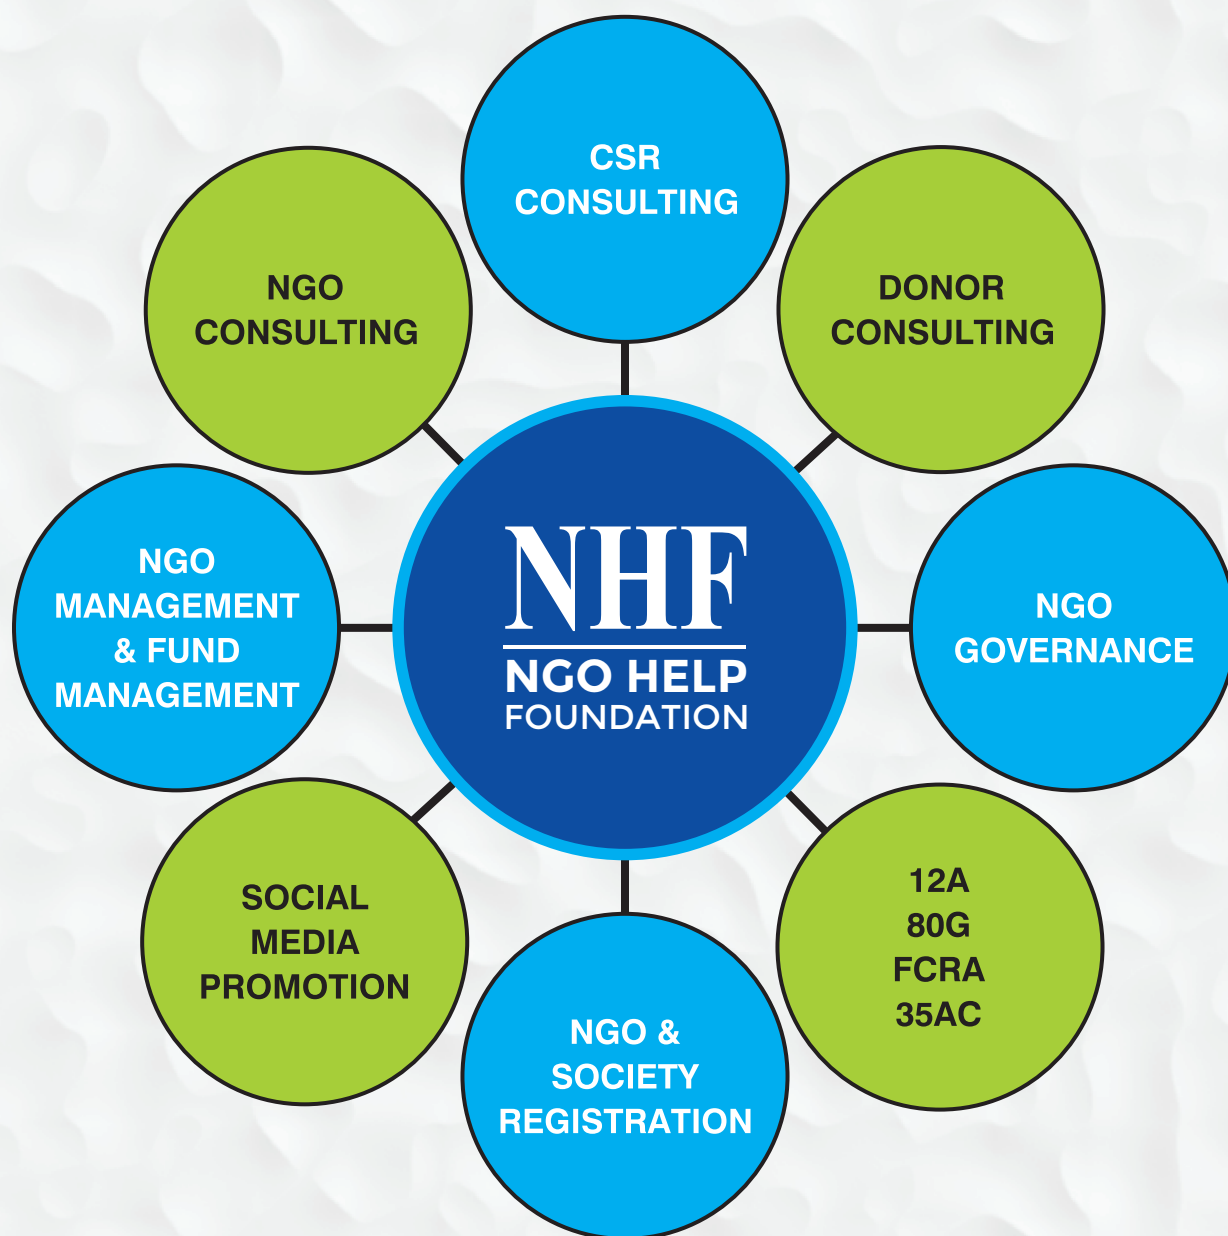 CSR
CONSULTING
NGO
CONSULTING
DONOR
CONSULTING
NGO
MANAGEMENT
& FUND
MANAGEMENT
NHF
NGO HELP
FOUNDATION
NGO
GOVERNANCE
SOCIAL
MEDIA
PROMOTION
12A
80G
FCRA
35AC
NGO &
SOCIETY
REGISTRATION